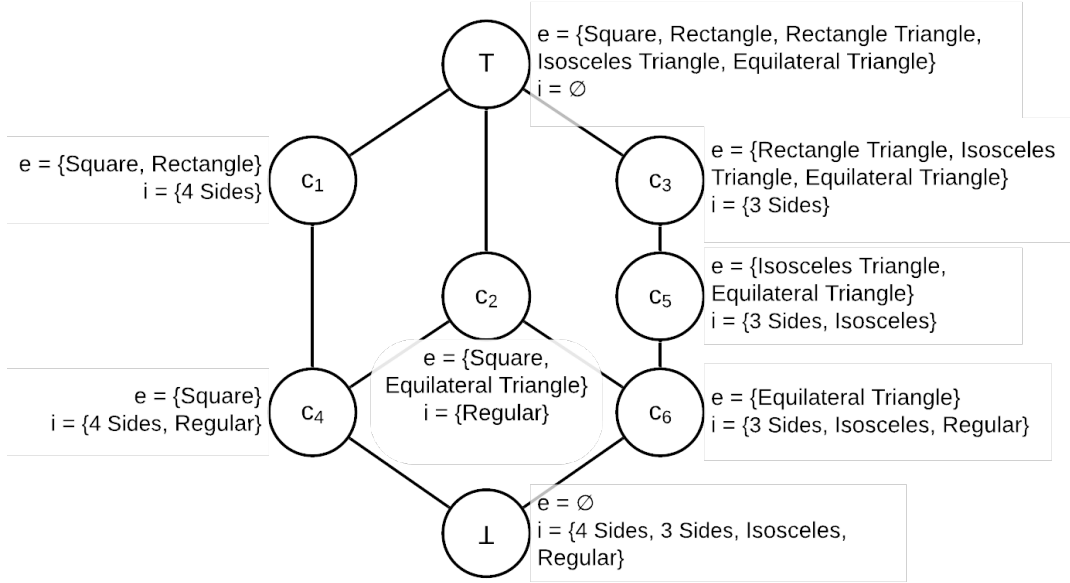 T
e = {Square, Rectangle, Rectangle Triangle,
Isosceles Triangle, Equilateral Triangle}
i = ∅
e = {Square, Rectangle}
i = {4 Sides}
c₁
c₃
e = {Rectangle Triangle, Isosceles
Triangle, Equilateral Triangle}
i = {3 Sides}
c₂
e = {Square,
Equilateral Triangle}
i = {Regular}
c₅
e = {Isosceles Triangle,
Equilateral Triangle}
i = {3 Sides, Isosceles}
e = {Square}
i = {4 Sides, Regular}
c₄
c₆
e = {Equilateral Triangle}
i = {3 Sides, Isosceles, Regular}
⊥
e = ∅
i = {4 Sides, 3 Sides, Isosceles,
Regular}